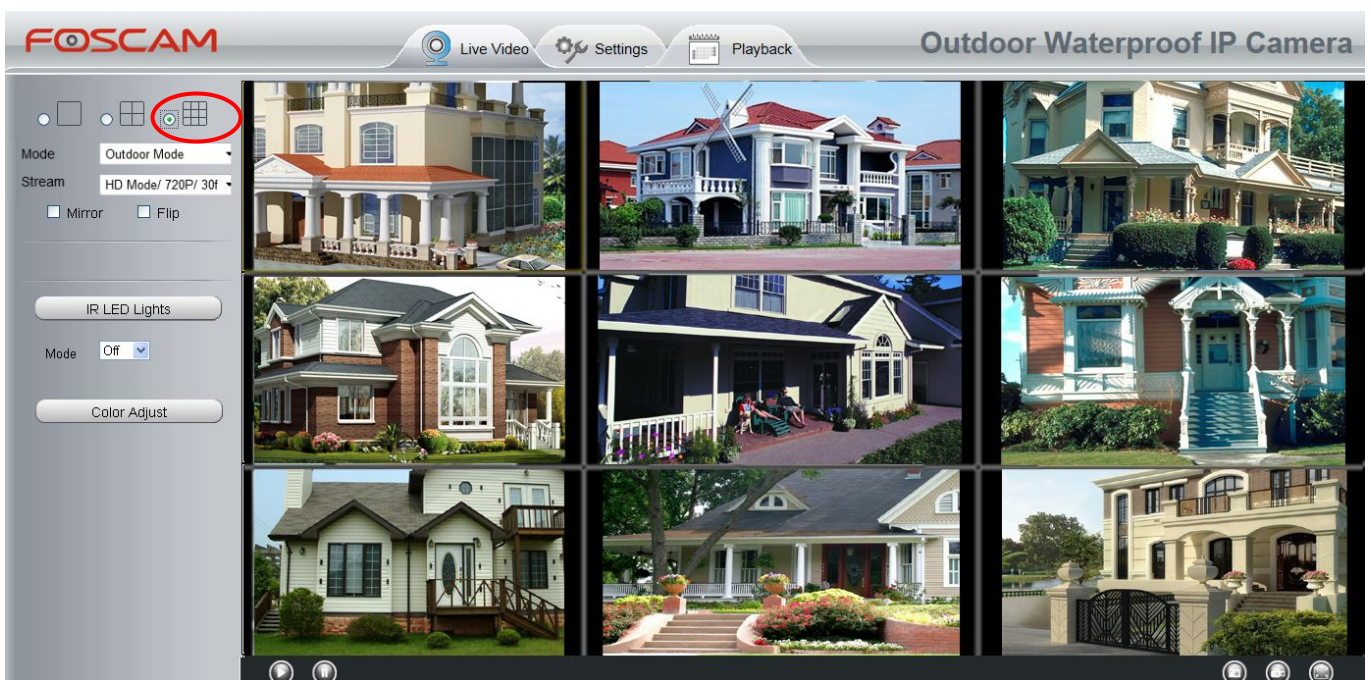 FOSCAM
Live Video
Settings
Playback
Outdoor Waterproof IP Camera
Mode
Outdoor Mode
Stream
HD Mode/ 720P/ 30f
Mirror
Flip
IR LED Lights
Mode
Off
Color Adjust